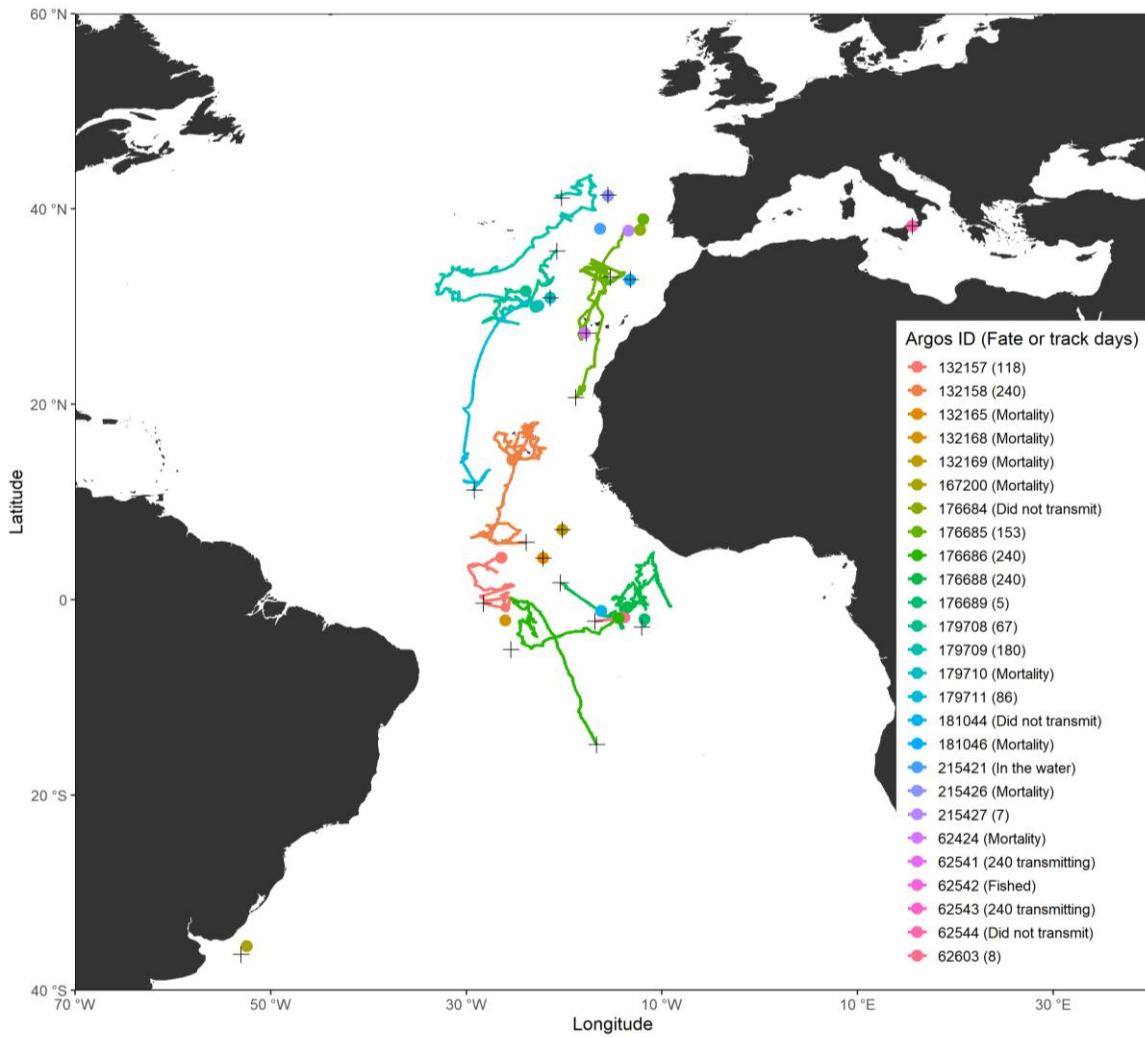 60 °N
40 °N
20 °N
0
20 °S
40 °S
Latitude
70 °W
50 °W
30 °W
10 °W
10 °E
30 °E
Longitude
Argos ID (Fate or track days)
132157 (118)
132158 (240)
132165 (Mortality)
132168 (Mortality)
132169 (Mortality)
167200 (Mortality)
176684 (Did not transmit)
176685 (153)
176686 (240)
176688 (240)
176689 (5)
179708 (67)
179709 (180)
179710 (Mortality)
179711 (86)
181044 (Did not transmit)
181046 (Mortality)
215421 (In the water)
215426 (Mortality)
215427 (7)
62424 (Mortality)
62541 (240 transmitting)
62542 (Fished)
62543 (240 transmitting)
62544 (Did not transmit)
62603 (8)